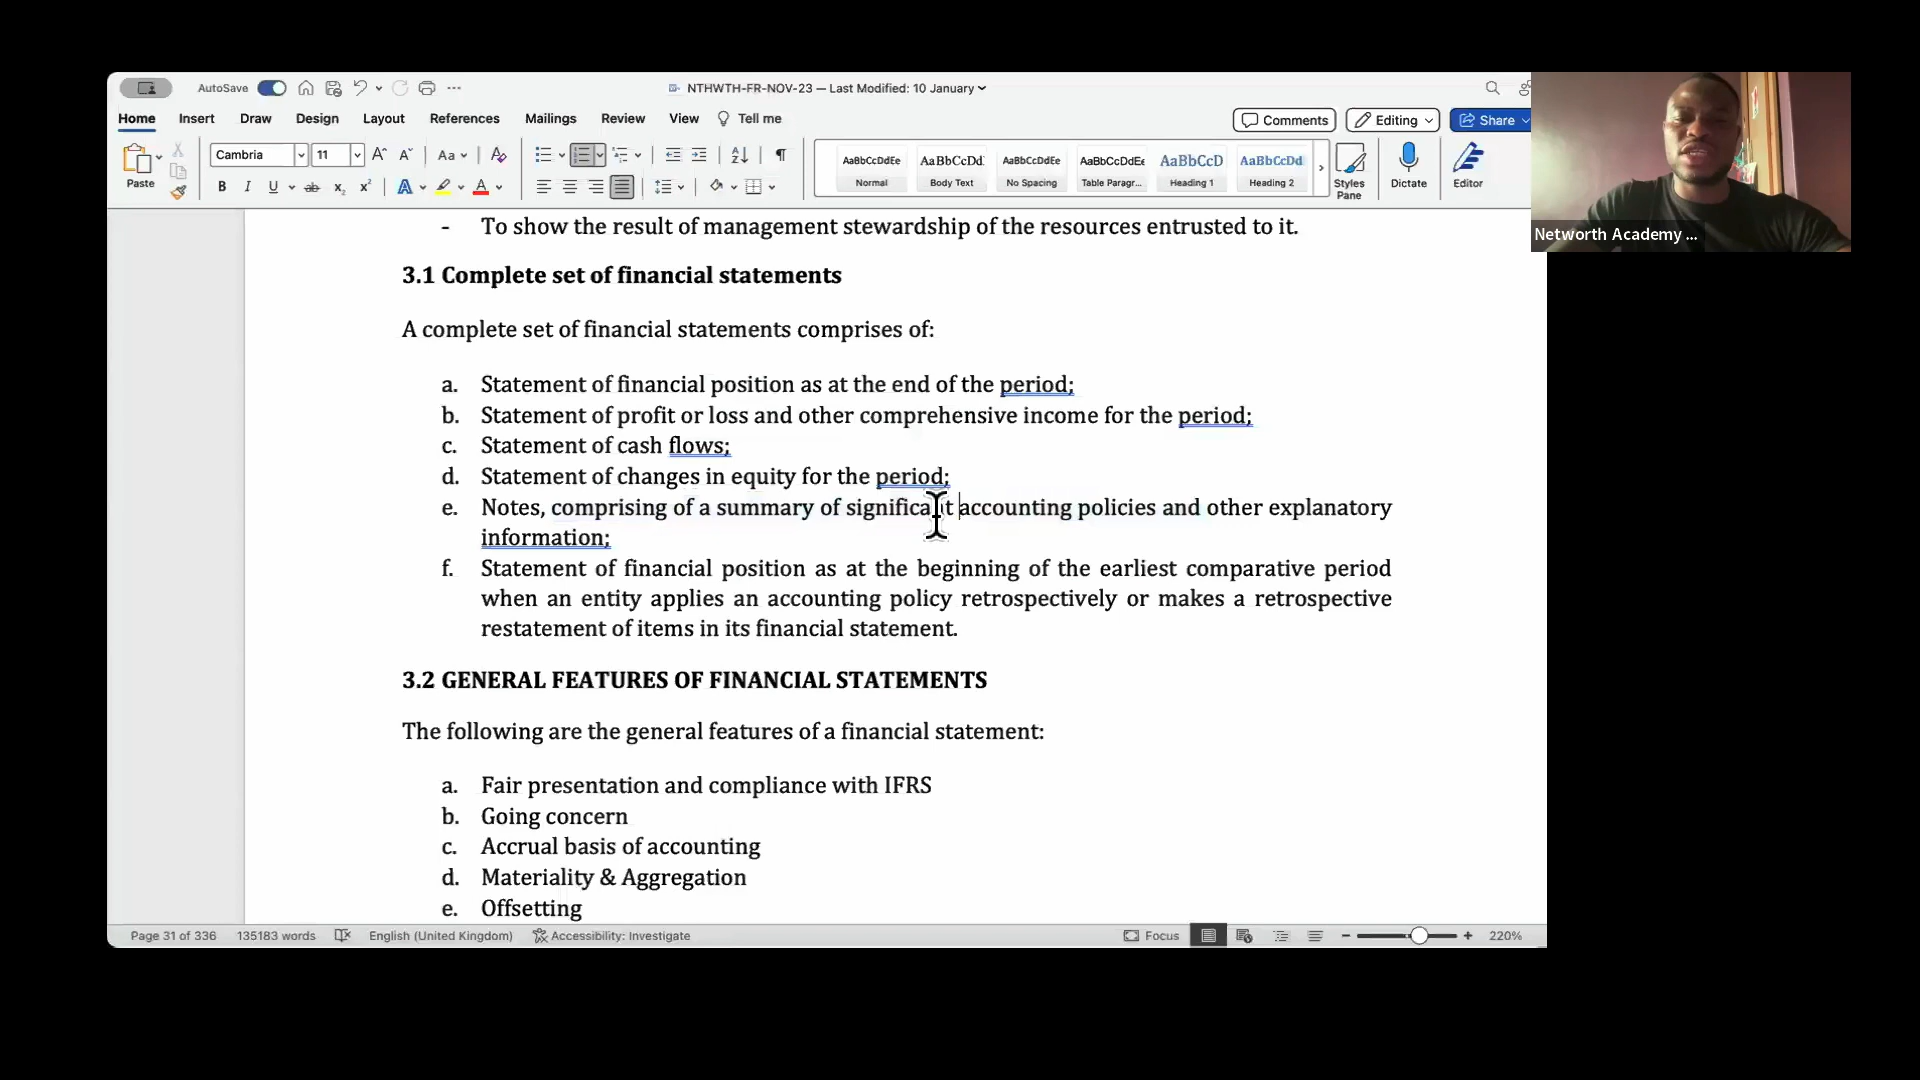 AutoSave
NTHWTH-FR-NOV-23 — Last Modified: 10 January
Home Insert Draw Design Layout References Mailings Review View Tell me
Comments Editing Share
Paste
Cambria 11
Aa
AaBbCcDdEe AaBbCcDd AaBbCcDdEe AaBbCcDdEe AaBbCcD AaBbCcDd
Normal Body Text No Spacing Table Paragr... Heading 1 Heading 2
Styles Pane
Dictate
Editor
B I U ab x₂ x² A A
Networth Academy ...
- To show the result of management stewardship of the resources entrusted to it.
3.1 Complete set of financial statements
A complete set of financial statements comprises of:
a. Statement of financial position as at the end of the period;
b. Statement of profit or loss and other comprehensive income for the period;
c. Statement of cash flows;
d. Statement of changes in equity for the period;
e. Notes, comprising of a summary of significant accounting policies and other explanatory
information;
f. Statement of financial position as at the beginning of the earliest comparative period
when an entity applies an accounting policy retrospectively or makes a retrospective
restatement of items in its financial statement.
3.2 GENERAL FEATURES OF FINANCIAL STATEMENTS
The following are the general features of a financial statement:
a. Fair presentation and compliance with IFRS
b. Going concern
c. Accrual basis of accounting
d. Materiality & Aggregation
e. Offsetting
Page 31 of 336 135183 words English (United Kingdom) Accessibility: Investigate Focus 220%